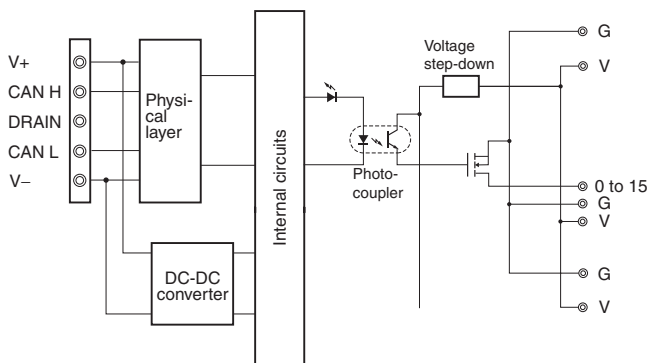 V+
CAN H
DRAIN
CAN L
V–
Physi-
cal
layer
DC-DC
converter
Internal circuits
Photo-
coupler
Voltage
step-down
G
V
0 to 15
G
V
G
V